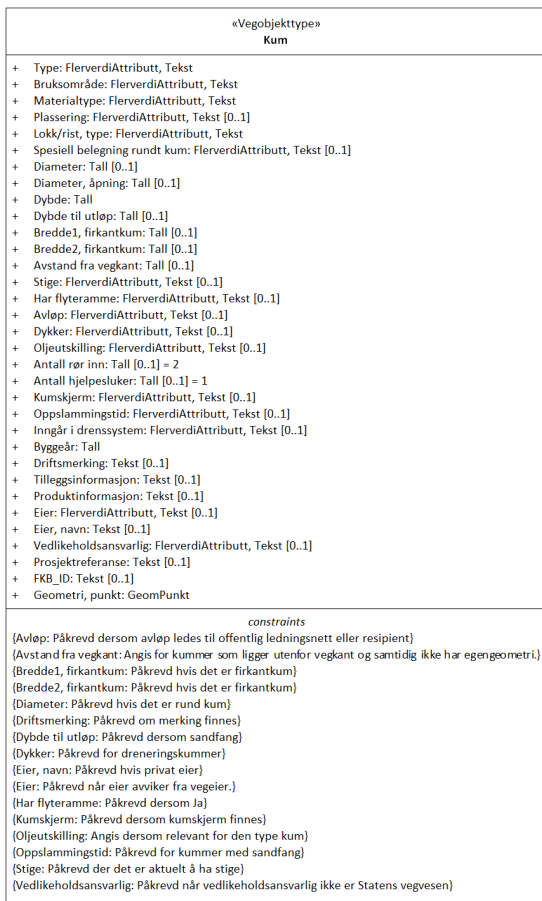 «Vegobjekttype»
Kum
+ Type: FlerverdiAttributt, Tekst
+ Bruksområde: FlerverdiAttributt, Tekst
+ Materialtype: FlerverdiAttributt, Tekst
+ Plassering: FlerverdiAttributt, Tekst [0..1]
+ Lokk/rist, type: FlerverdiAttributt, Tekst
+ Spesiell belegning rundt kum: FlerverdiAttributt, Tekst [0..1]
+ Diameter: Tall [0..1]
+ Diameter, åpning: Tall [0..1]
+ Dybde: Tall
+ Dybde til utløp: Tall [0..1]
+ Bredde1, firkantkum: Tall [0..1]
+ Bredde2, firkantkum: Tall [0..1]
+ Avstand fra vegkant: Tall [0..1]
+ Stige: FlerverdiAttributt, Tekst [0..1]
+ Har flyteramme: FlerverdiAttributt, Tekst [0..1]
+ Avløp: FlerverdiAttributt, Tekst [0..1]
+ Dykker: FlerverdiAttributt, Tekst [0..1]
+ Oljeutskilling: FlerverdiAttributt, Tekst [0..1]
+ Antall rør inn: Tall [0..1] = 2
+ Antall hjelpesluker: Tall [0..1] = 1
+ Kumskjerm: FlerverdiAttributt, Tekst [0..1]
+ Oppslammingstid: FlerverdiAttributt, Tekst [0..1]
+ Inngår i drenssystem: FlerverdiAttributt, Tekst [0..1]
+ Byggeår: Tall
+ Driftsmerking: Tekst [0..1]
+ Tilleggsinformasjon: Tekst [0..1]
+ Produktinformasjon: Tekst [0..1]
+ Eier: FlerverdiAttributt, Tekst [0..1]
+ Eier, navn: Tekst [0..1]
+ Vedlikeholdsansvarlig: FlerverdiAttributt, Tekst [0..1]
+ Prosjektreferanse: Tekst [0..1]
+ FKB_ID: Tekst [0..1]
+ Geometri, punkt: GeomPunkt
constraints
{Avløp: Påkrevd dersom avløp ledes til offentlig ledningsnett eller resipient}
{Avstand fra vegkant: Angis for kummer som ligger utenfor vegkant og samtidig ikke har egengeometri.}
{Bredde1, firkantkum: Påkrevd hvis det er firkantkum}
{Bredde2, firkantkum: Påkrevd hvis det er firkantkum}
{Diameter: Påkrevd hvis det er rund kum}
{Driftsmerking: Påkrevd om merking finnes}
{Dybde til utløp: Påkrevd dersom sandfang}
{Dykker: Påkrevd for dreneringskummer}
{Eier, navn: Påkrevd hvis privat eier}
{Eier: Påkrevd når eier avviker fra vegeier.}
{Har flyteramme: Påkrevd dersom Ja}
{Kumskjerm: Påkrevd dersom kumskjerm finnes}
{Oljeutskilling: Angis dersom relevant for den type kum}
{Oppslammingstid: Påkrevd for kummer med sandfang}
{Stige: Påkrevd der det er aktuelt å ha stige}
{Vedlikeholdsansvarlig: Påkrevd når vedlikeholdsansvarlig ikke er Statens vegvesen}